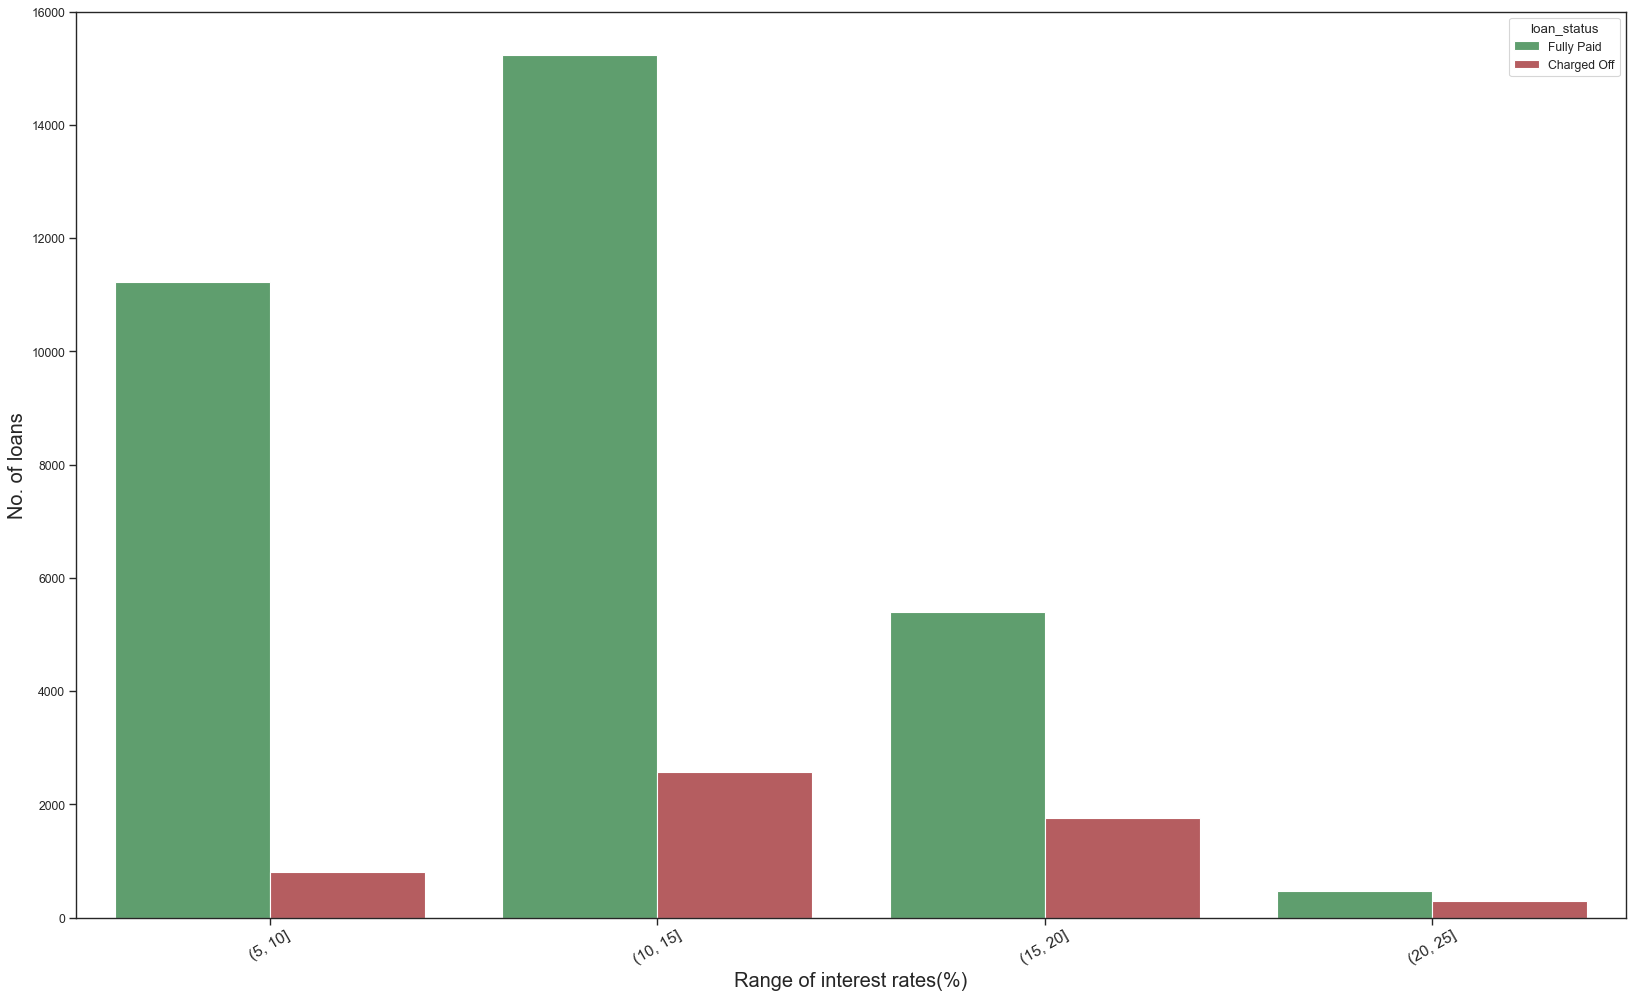 16000
14000
12000
10000
8000
6000
4000
2000
0
No. of loans
loan_status
Fully Paid
Charged Off
(5, 10]
(10, 15]
(15, 20]
(20, 25]
Range of interest rates(%)